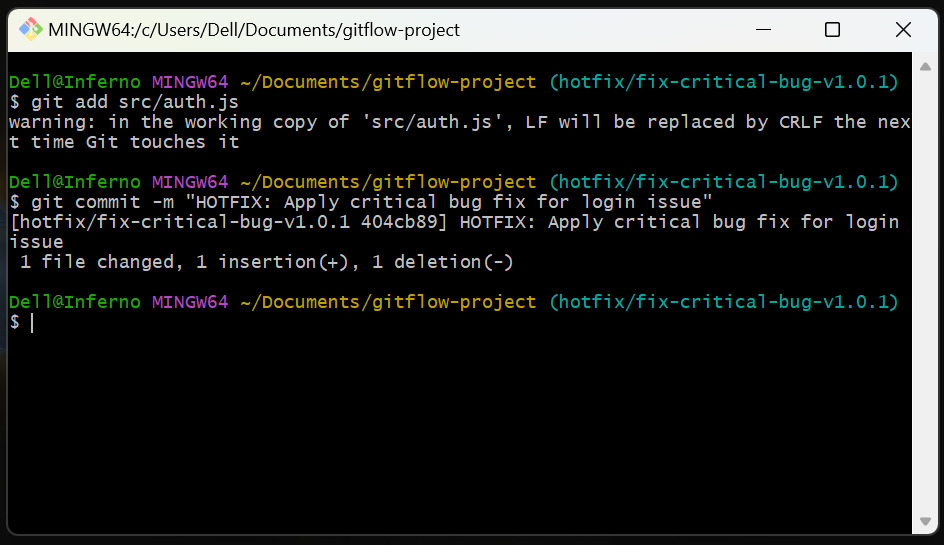 MINGW64:/c/Users/Dell/Documents/gitflow-project
Dell@Inferno MINGW64 ~/Documents/gitflow-project (hotfix/fix-critical-bug-v1.0.1)
$ git add src/auth.js
warning: in the working copy of 'src/auth.js', LF will be replaced by CRLF the nex
t time Git touches it
Dell@Inferno MINGW64 ~/Documents/gitflow-project (hotfix/fix-critical-bug-v1.0.1)
$ git commit -m "HOTFIX: Apply critical bug fix for login issue"
[hotfix/fix-critical-bug-v1.0.1 404cb89] HOTFIX: Apply critical bug fix for login
issue
 1 file changed, 1 insertion(+), 1 deletion(-)
Dell@Inferno MINGW64 ~/Documents/gitflow-project (hotfix/fix-critical-bug-v1.0.1)
$